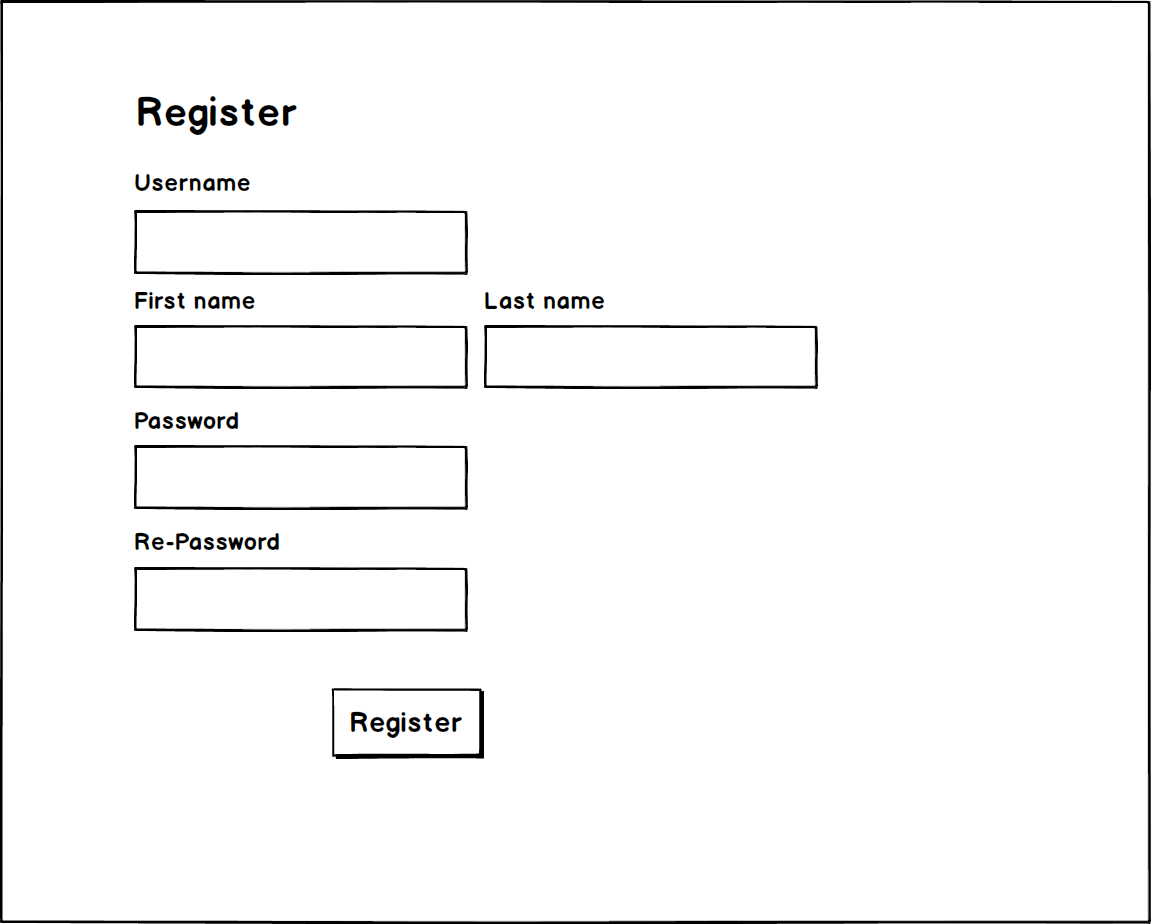 Register
Username
First name
Last name
Password
Re-Password
Register